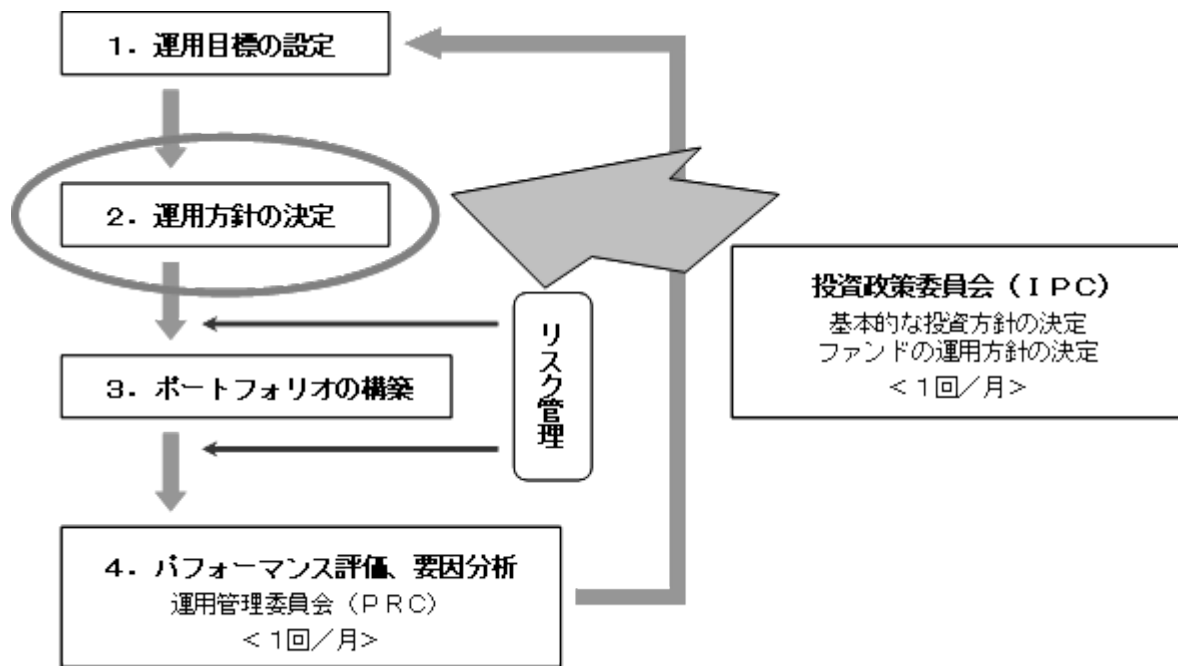 １．運用目標の設定
２．運用方針の決定
投資政策委員会（ＩＰＣ）
基本的な投資方針の決定
ファンドの運用方針の決定
＜１回／月＞
リスク管理
３．ポートフォリオの構築
４．パフォーマンス評価、要因分析
運用管理委員会（ＰＲＣ）
＜１回／月＞